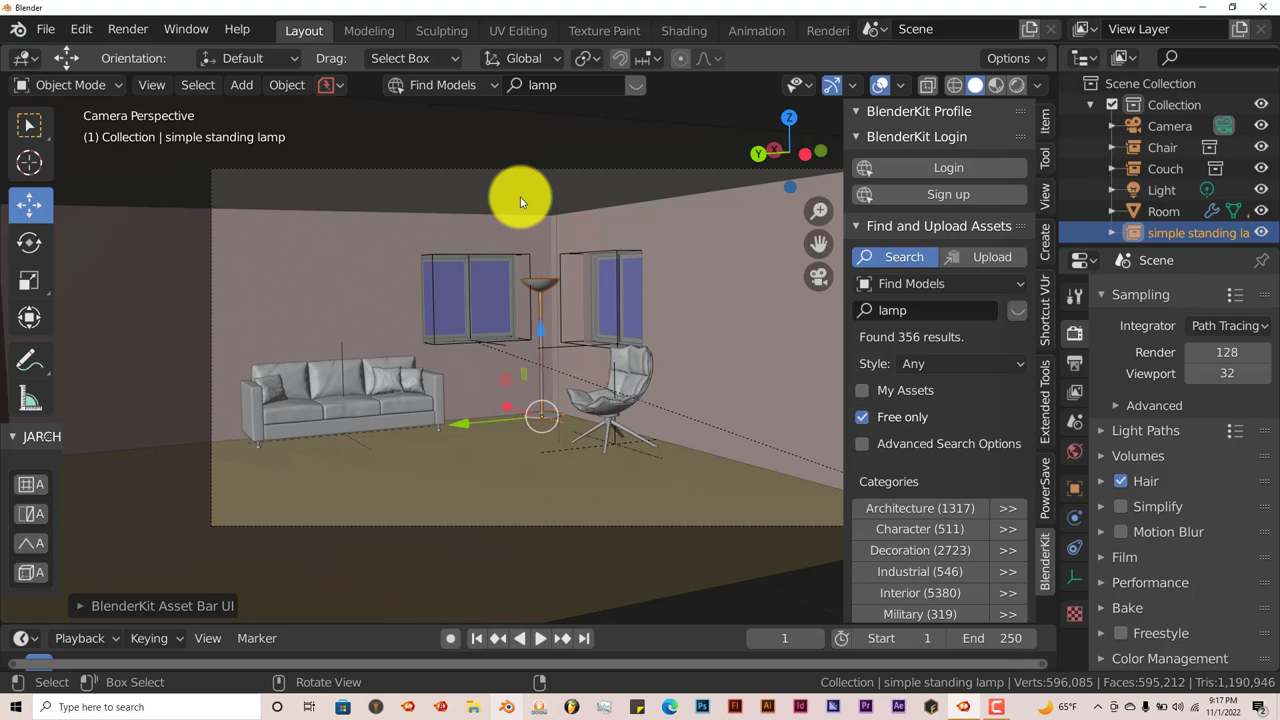 Blender
File Edit Render Window Help Layout Modeling Sculpting UV Editing Texture Paint Shading Animation Renderi Scene View Layer
Orientation: Default Drag: Select Box Global Options
Object Mode View Select Add Object Find Models lamp
Camera Perspective
(1) Collection | simple standing lamp
Z
Y
X
JARCH
A
A
A
A
BlenderKit Asset Bar UI
BlenderKit Profile
BlenderKit Login
Login
Sign up
Find and Upload Assets
Search Upload
Find Models
lamp
Found 356 results.
Style: Any
My Assets
Free only
Advanced Search Options
Categories
Architecture (1317) >>
Character (511) >>
Decoration (2723) >>
Industrial (546) >>
Interior (5380) >>
Military (319) >>
Item
Tool
View
Create
Shortcut VUr
Extended Tools
PowerSave
BlenderKit
Scene Collection
Collection
Camera
Chair
Couch
Light
Room
simple standing la
Scene
Sampling
Integrator Path Tracing
Render 128
Viewport 32
Advanced
Light Paths
Volumes
Hair
Simplify
Motion Blur
Film
Performance
Bake
Freestyle
Color Management
Playback Keying View Marker 1 Start 1 End 250
Select Box Select Rotate View Collection | simple standing lamp | Verts:596,085 | Faces:595,212 | Tris:1,190,946
Type here to search
65°F
9:17 PM
11/1/2022
2